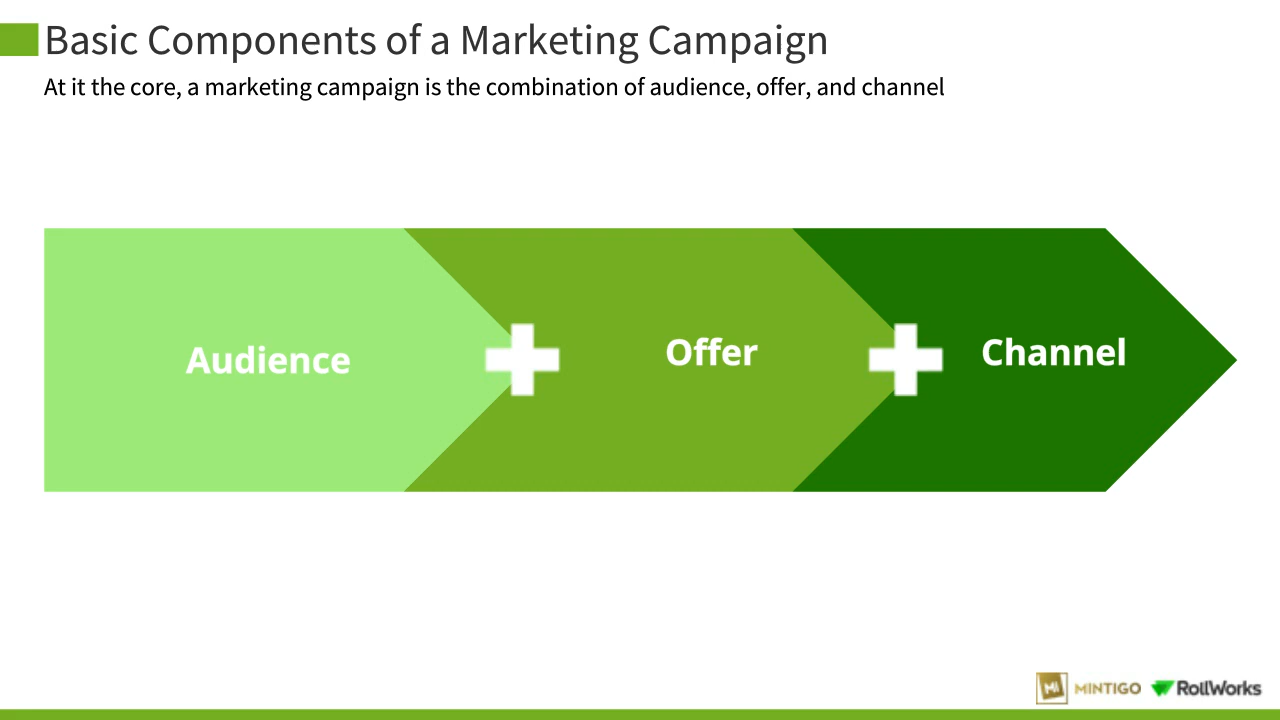 Basic Components of a Marketing Campaign
At it the core, a marketing campaign is the combination of audience, offer, and channel
Audience
Offer
Channel
Mi MINTIGO RollWorks